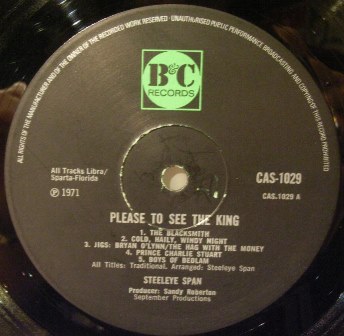 ALL RIGHTS OF THE MANUFACTURER AND OF THE OWNER OF THE RECORDED WORK RESERVED · UNAUTHORISED PUBLIC PERFORMANCE BROADCASTING AND COPYING OF THIS RECORD PROHIBITED
B&C
RECORDS
All Tracks Libra/
Sparta-Florida
℗ 1971
CAS-1029
CAS.1029 A
PLEASE TO SEE THE KING
1. THE BLACKSMITH
2. COLD, HAILY, WINDY NIGHT
3. JIGS: BRYAN O'LYNN/THE HAG WITH THE MONEY
4. PRINCE CHARLIE STUART
5. BOYS OF BEDLAM
All Titles: Traditional. Arranged: Steeleye Span
STEELEYE SPAN
Producer: Sandy Roberton
September Productions